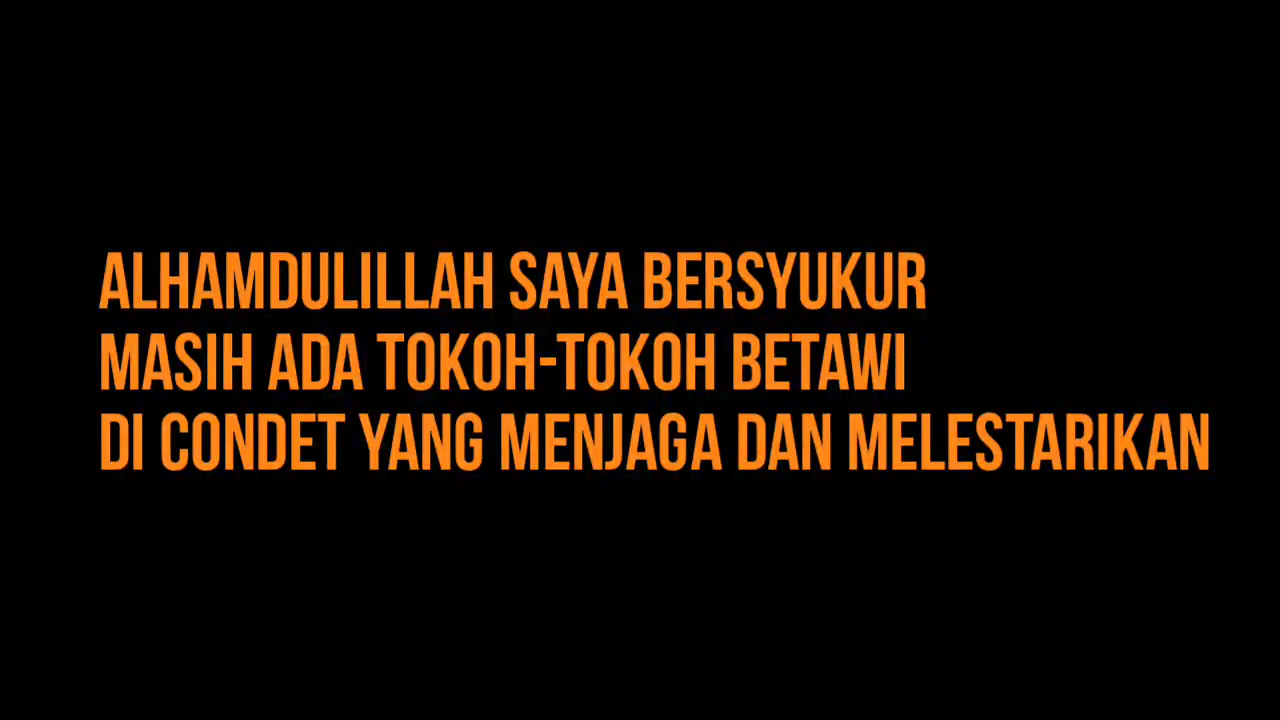 ALHAMDULILLAH SAYA BERSYUKUR
MASIH ADA TOKOH-TOKOH BETAWI
DI CONDET YANG MENJAGA DAN MELESTARIKAN